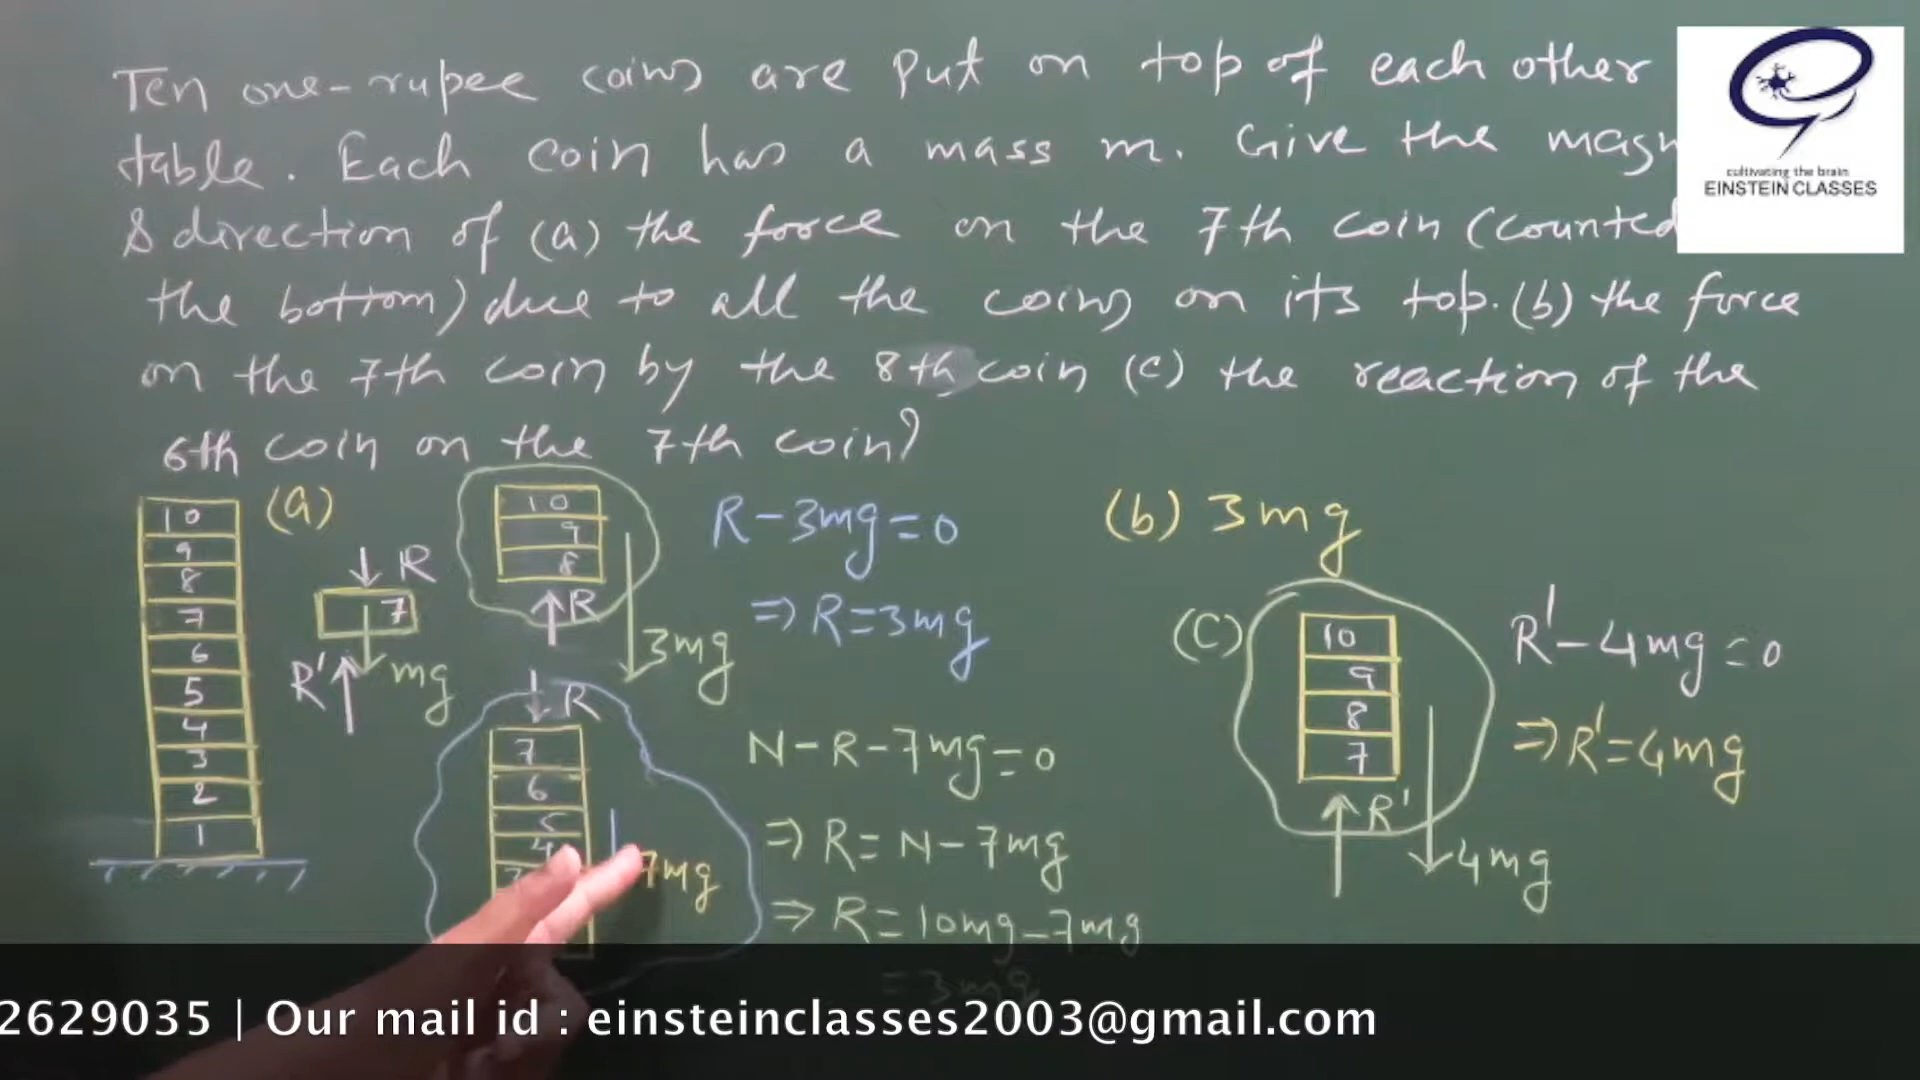 Ten one-rupee coins are put on top of each other
table. Each coin has a mass m. Give the magn
& direction of (a) the force on the 7th coin (counted
the bottom) due to all the coins on its top. (b) the force
on the 7th coin by the 8th coin (c) the reaction of the
6th coin on the 7th coin?
cultivating the brain
EINSTEIN CLASSES
10
9
8
7
6
5
4
3
2
1
(a)
R
7
R'
mg
10
9
8
R
3mg
R-3mg=0
⇒ R=3mg
R
7
6
5
4
7mg
N-R-7mg=0
⇒ R=N-7mg
⇒ R=10mg-7mg
=3mg
(b) 3mg
(C)
10
9
8
7
R'
4mg
R'-4mg=0
⇒R'=4mg
2629035 | Our mail id : einsteinclasses2003@gmail.com